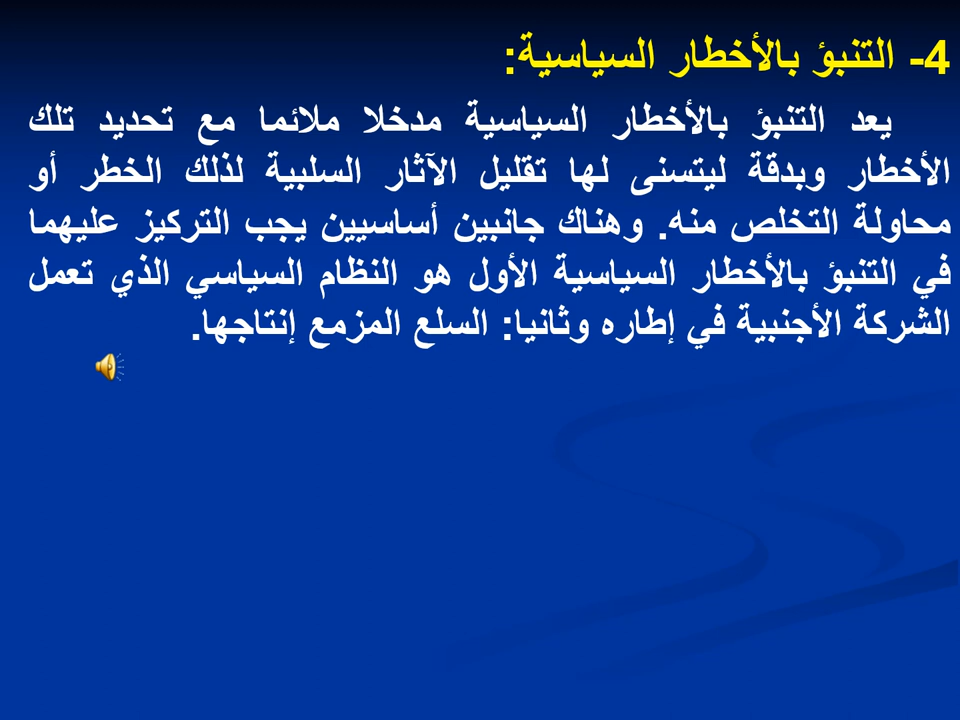 4- التنبؤ بالأخطار السياسية:
يعد التنبؤ بالأخطار السياسية مدخلا ملائما مع تحديد تلك
الأخطار وبدقة ليتسنى لها تقليل الآثار السلبية لذلك الخطر أو
محاولة التخلص منه. وهناك جانبين أساسيين يجب التركيز عليهما
في التنبؤ بالأخطار السياسية الأول هو النظام السياسي الذي تعمل
الشركة الأجنبية في إطاره وثانيا: السلع المزمع إنتاجها.